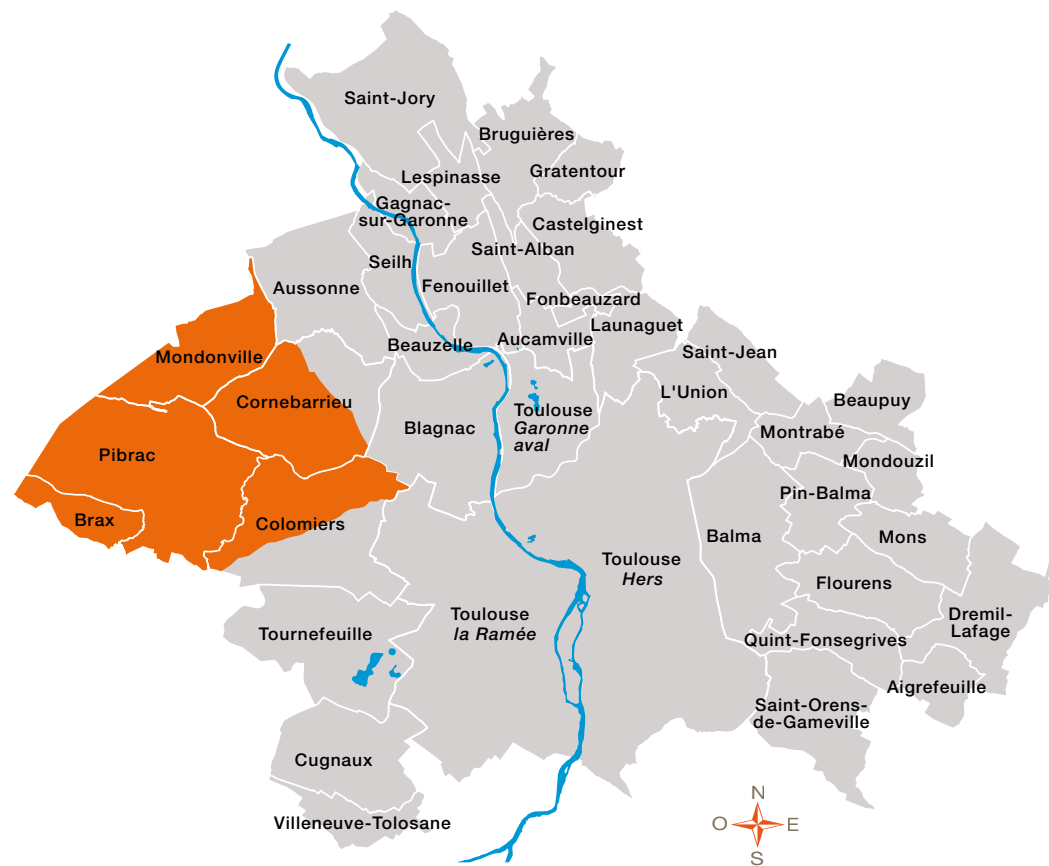 Saint-Jory
Bruguières
Gratentour
Lespinasse
Gagnac-
sur-Garonne
Castelginest
Saint-Alban
Seilh
Aussonne
Fenouillet
Fonbeauzard
Launaguet
Aucamville
Beauzelle
Saint-Jean
Mondonville
L'Union
Beaupuy
Cornebarrieu
Toulouse
Garonne
aval
Blagnac
Montrabé
Pibrac
Mondouzil
Pin-Balma
Brax
Colomiers
Balma
Mons
Toulouse
Hers
Flourens
Toulouse
la Ramée
Dremil-
Lafage
Tournefeuille
Quint-Fonsegrives
Aigrefeuille
Saint-Orens-
de-Gameville
Cugnaux
Villeneuve-Tolosane
N
O E
S